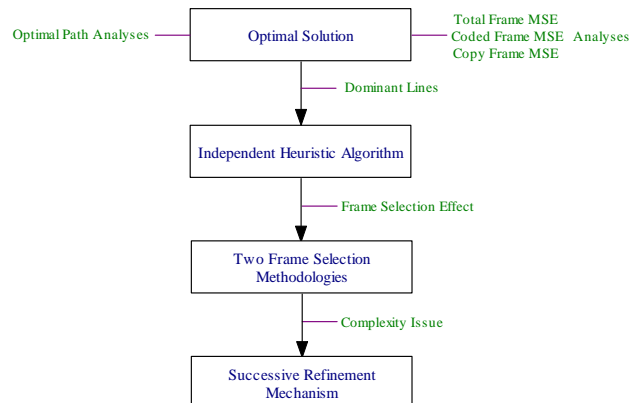 Optimal Path Analyses
Optimal Solution
Total Frame MSE
Coded Frame MSE Analyses
Copy Frame MSE
Dominant Lines
Independent Heuristic Algorithm
Frame Selection Effect
Two Frame Selection
Methodologies
Complexity Issue
Successive Refinement
Mechanism